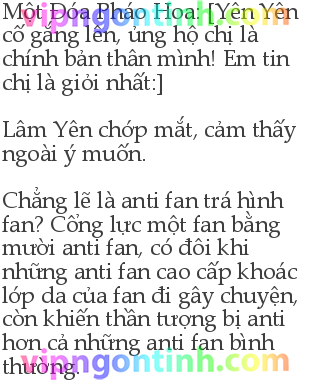 Một Đóa Pháo Hoa: [Yên Yên
cố gắng lên, ủng hộ chị là
chính bản thân mình! Em tin
chị là giỏi nhất:]
Lâm Yên chớp mắt, cảm thấy
ngoài ý muốn.
Chẳng lẽ là anti fan trá hình
fan? Cổng lực một fan bằng
mười anti fan, có đôi khi
những anti fan cao cấp khoác
lớp da của fan đi gây chuyện,
còn khiến thần tượng bị anti
hơn cả những anti fan bình
thường.
vipngontinh.com
vipngontinh.com
vipngontinh.com